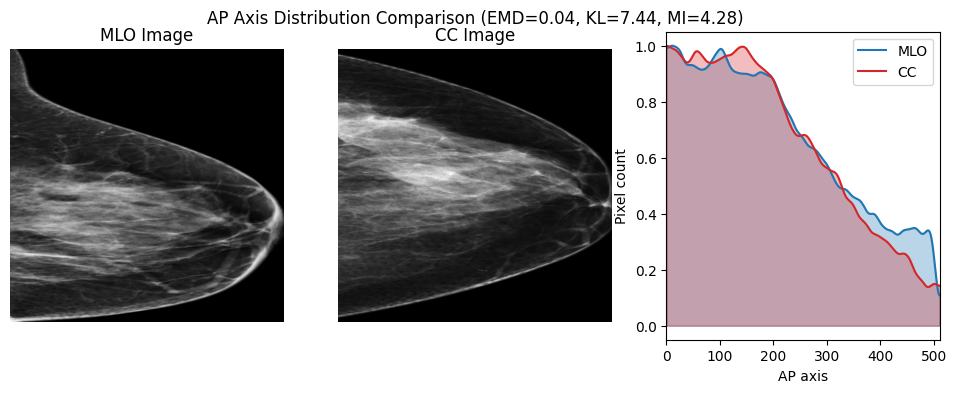 AP Axis Distribution Comparison (EMD=0.04, KL=7.44, MI=4.28)
MLO Image
CC Image
MLO
CC
Pixel count
1.0
0.8
0.6
0.4
0.2
0.0
0 100 200 300 400 500
AP axis